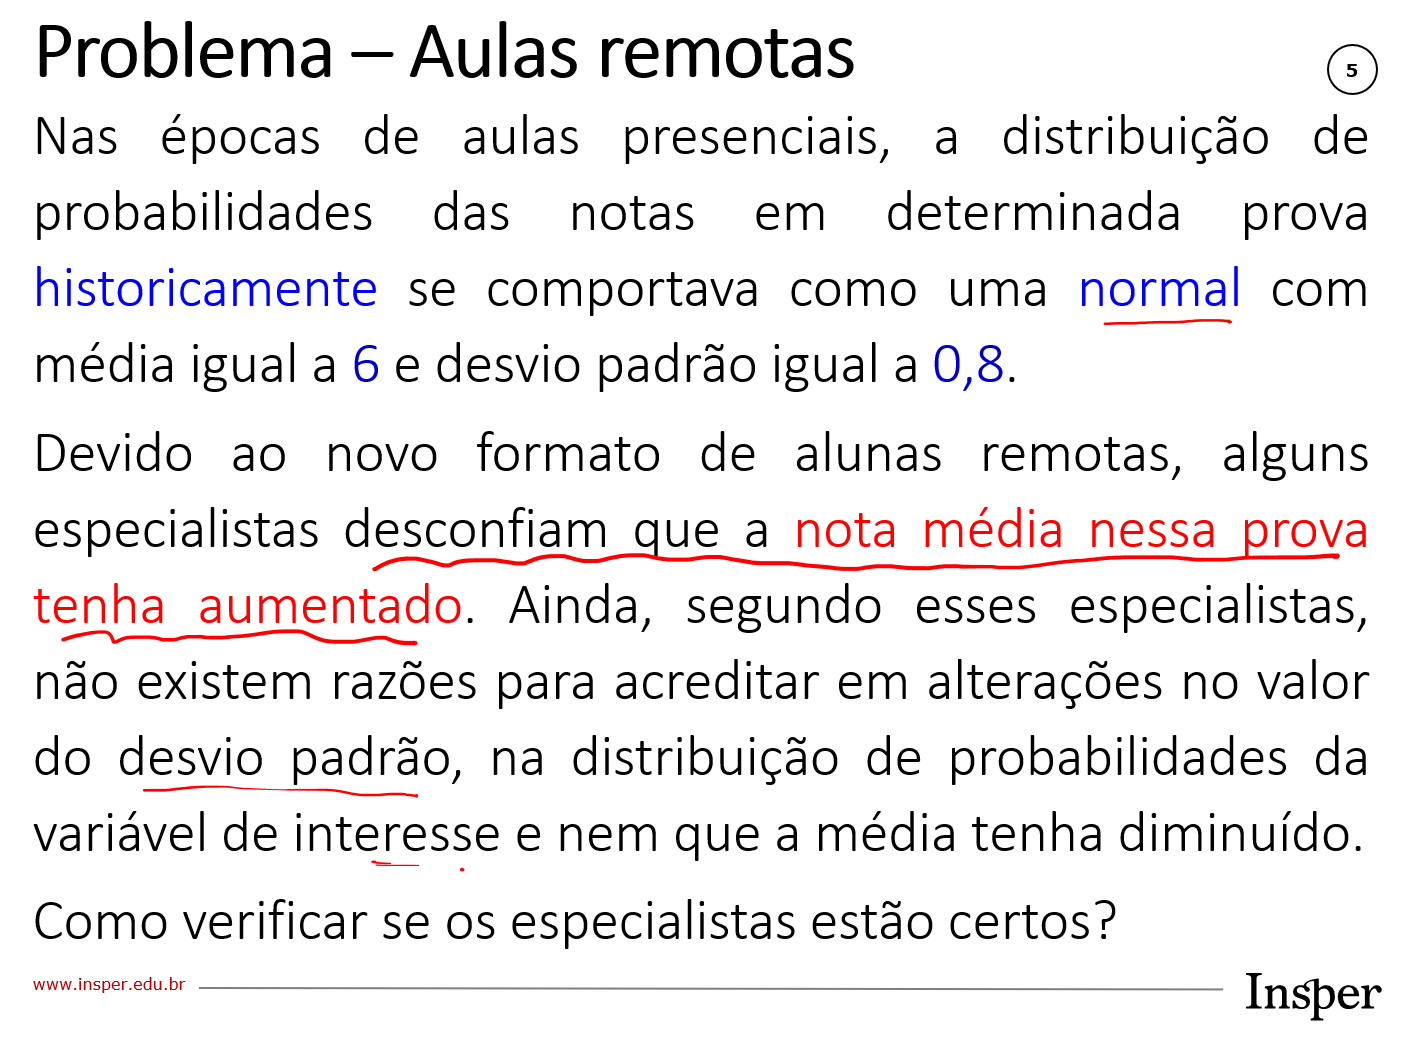 Problema – Aulas remotas
5
Nas épocas de aulas presenciais, a distribuição de
probabilidades das notas em determinada prova
historicamente se comportava como uma normal com
média igual a 6 e desvio padrão igual a 0,8.
Devido ao novo formato de alunas remotas, alguns
especialistas desconfiam que a nota média nessa prova
tenha aumentado. Ainda, segundo esses especialistas,
não existem razões para acreditar em alterações no valor
do desvio padrão, na distribuição de probabilidades da
variável de interesse e nem que a média tenha diminuído.
Como verificar se os especialistas estão certos?
www.insper.edu.br
Insper